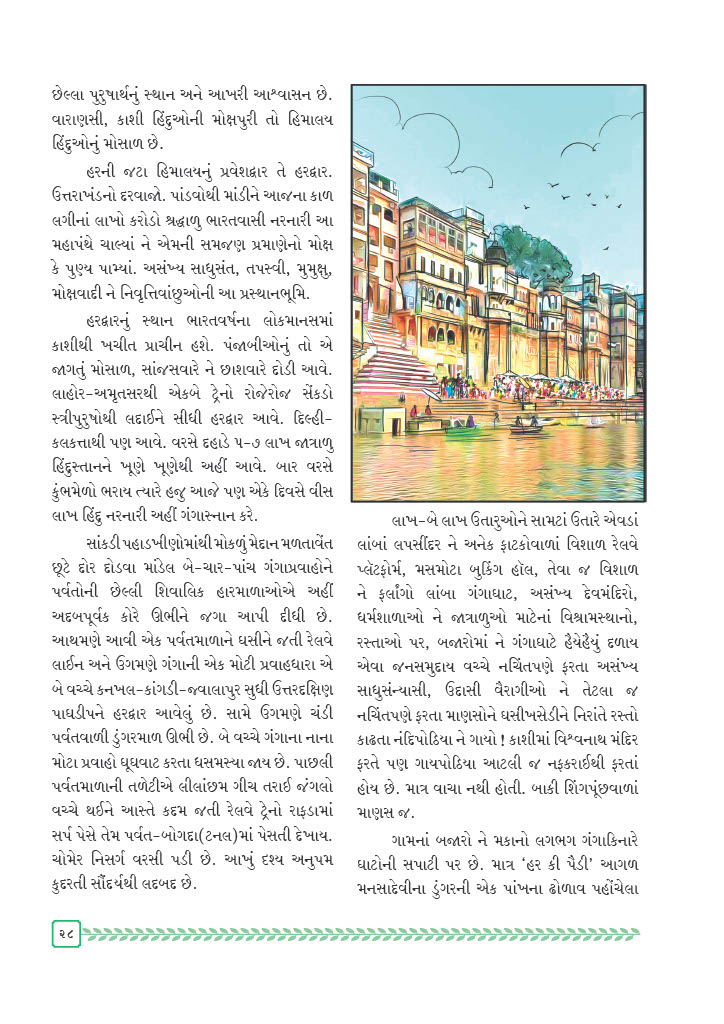 છેલ્લા પુરુષાર્થનું સ્થાન અને આખરી આશ્વાસન છે.
વારાણસી, કાશી હિંદુઓની મોક્ષપુરી તો હિમાલય
હિંદુઓનું મોસાળ છે.
હરની જટા હિમાલયનું પ્રવેશદ્વાર તે હરદ્વાર.
ઉત્તરાખંડનો દરવાજો. પાંડવોથી માંડીને આજના કાળ
લગીનાં લાખો કરોડો શ્રદ્ધાળુ ભારતવાસી નરનારી આ
મહાપંથે ચાલ્યાં ને એમની સમજણ પ્રમાણેનો મોક્ષ
કે પુણ્ય પામ્યાં. અસંખ્ય સાધુસંત, તપસ્વી, મુમુક્ષુ,
મોક્ષવાદી ને નિવૃત્તિવાંછુઓની આ પ્રસ્થાનભૂમિ.
હરદ્વારનું સ્થાન ભારતવર્ષના લોકમાનસમાં
કાશીથી ખચીત પ્રાચીન હશે. પંજાબીઓનું તો એ
જાગતું મોસાળ, સાંજસવારે ને છાશવારે દોડી આવે.
લાહોર-અમૃતસરથી એકબે ટ્રેનો રોજેરોજ સેંકડો
સ્ત્રીપુરુષોથી લદાઈને સીધી હરદ્વાર આવે. દિલ્હી-
કલકત્તાથી પણ આવે. વરસે દહાડે ૫-૭ લાખ જાત્રાળુ
હિંદુસ્તાનને ખૂણે ખૂણેથી અહીં આવે. બાર વરસે
કુંભમેળો ભરાય ત્યારે હજુ આજે પણ એકે દિવસે વીસ
લાખ હિંદુ નરનારી અહીં ગંગાસ્નાન કરે.
સાંકડી પહાડખીણોમાંથી મોકળું મેદાન મળતાવેંત
છૂટે દોર દોડવા માંડેલ બે-ચાર-પાંચ ગંગાપ્રવાહોને
પર્વતોની છેલ્લી શિવાલિક હારમાળાઓએ અહીં
અદબપૂર્વક કોરે ઊભીને જગા આપી દીધી છે.
આથમણે આવી એક પર્વતમાળાને ઘસીને જતી રેલવે
લાઈન અને ઉગમણે ગંગાની એક મોટી પ્રવાહધારા એ
બે વચ્ચે કનખલ-કાંગડી-જ્વાલાપુર સુધી ઉત્તરદક્ષિણ
પાઘડીપને હરદ્વાર આવેલું છે. સામે ઉગમણે ચંડી
પર્વતવાળી ડુંગરમાળ ઊભી છે. બે વચ્ચે ગંગાના નાના
મોટા પ્રવાહો ઘૂઘવાટ કરતા ધસમસ્યા જાય છે. પાછલી
પર્વતમાળાની તળેટીએ લીલાંછમ ગીચ તરાઈ જંગલો
વચ્ચે થઈને આસ્તે કદમ જતી રેલવે ટ્રેનો રાફડામાં
સર્પ પેસે તેમ પર્વત-બોગદા(ટનલ)માં પેસતી દેખાય.
ચોમેર નિસર્ગ વરસી પડી છે. આખું દશ્ય અનુપમ
કુદરતી સૌંદર્યથી લદબદ છે.
લાખ-બે લાખ ઉતારુઓને સામટાં ઉતારે એવડાં
લાંબાં લપસીંદર ને અનેક ફાટકોવાળાં વિશાળ રેલવે
પ્લૅટફોર્મ, મસમોટા બુકિંગ હૉલ, તેવા જ વિશાળ
ને ફર્લાંગો લાંબા ગંગાઘાટ, અસંખ્ય દેવમંદિરો,
ધર્મશાળાઓ ને જાત્રાળુઓ માટેનાં વિશ્રામસ્થાનો,
રસ્તાઓ પર, બજારોમાં ને ગંગાઘાટે હૈયેહૈયું દળાય
એવા જનસમુદાય વચ્ચે નચિંતપણે ફરતા અસંખ્ય
સાધુસંન્યાસી, ઉદાસી વૈરાગીઓ ને તેટલા જ
નચિંતપણે ફરતા માણસોને ઘસીખસેડીને નિરાંતે રસ્તો
કાઢતા નંદિપોઠિયા ને ગાયો ! કાશીમાં વિશ્વનાથ મંદિર
ફરતે પણ ગાયપોઠિયા આટલી જ નફકરાઈથી ફરતાં
હોય છે. માત્ર વાચા નથી હોતી. બાકી શિંગપૂંછવાળાં
માણસ જ.
ગામનાં બજારો ને મકાનો લગભગ ગંગાકિનારે
ઘાટોની સપાટી પર છે. માત્ર ‘હર કી પૈડી’ આગળ
મનસાદેવીના ડુંગરની એક પાંખના ઢોળાવ પહોંચેલા
૨૮